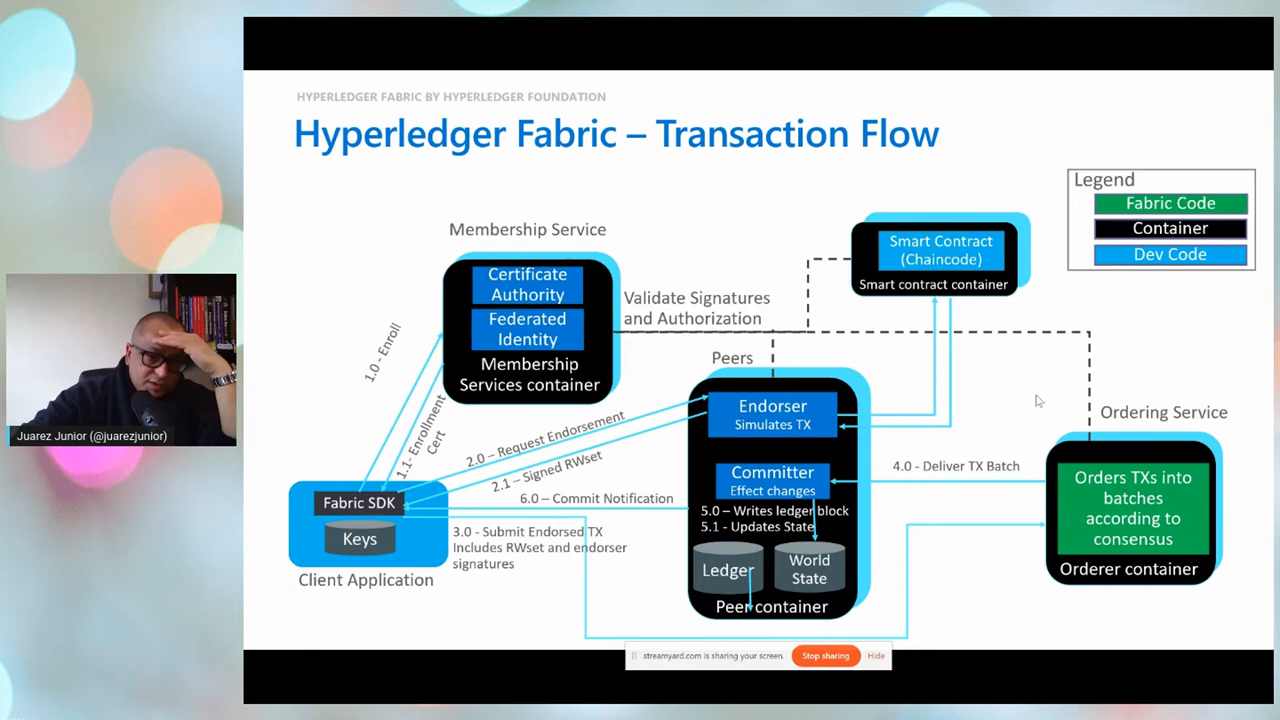 HYPERLEDGER FABRIC BY HYPERLEDGER FOUNDATION
Hyperledger Fabric – Transaction Flow
Legend
Fabric Code
Container
Dev Code
Membership Service
Certificate
Authority
Federated
Identity
Membership
Services container
Validate Signatures
and Authorization
Smart Contract
(Chaincode)
Smart contract container
1.0 - Enroll
1.1- Enrollment
Cert
2.0 – Request Endorsement
2.1 – Signed RWset
6.0 – Commit Notification
3.0 - Submit Endorsed TX
Includes RWset and endorser
signatures
Fabric SDK
Keys
Client Application
Peers
Endorser
Simulates TX
Committer
Effect changes
5.0 – Writes ledger block
5.1 - Updates State
Ledger
World
State
Peer container
4.0 - Deliver TX Batch
Ordering Service
Orders TXs into
batches
according to
consensus
Orderer container
Juarez Junior (@juarezjunior)
streamyard.com is sharing your screen.
Stop sharing
Hide